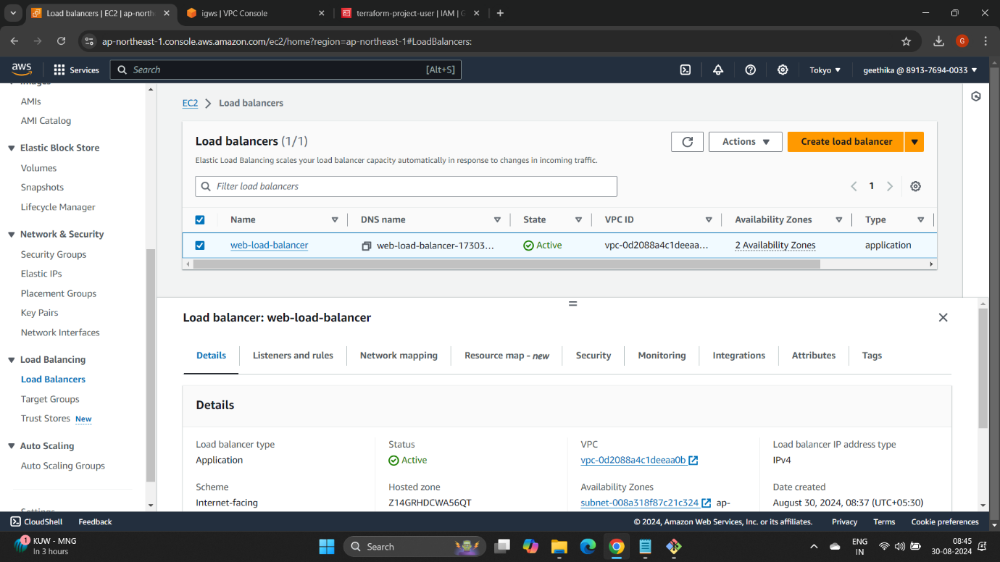 Load balancers | EC2 | ap-north
igws | VPC Console
terraform-project-user | IAM | G
ap-northeast-1.console.aws.amazon.com/ec2/home?region=ap-northeast-1#LoadBalancers:
G
aws
Services
Search
[Alt+S]
Tokyo
geethika @ 8913-7694-0033
Images
AMIs
AMI Catalog
Elastic Block Store
Volumes
Snapshots
Lifecycle Manager
Network & Security
Security Groups
Elastic IPs
Placement Groups
Key Pairs
Network Interfaces
Load Balancing
Load Balancers
Target Groups
Trust Stores New
Auto Scaling
Auto Scaling Groups
Settings
EC2 > Load balancers
Load balancers (1/1)
Actions
Create load balancer
Elastic Load Balancing scales your load balancer capacity automatically in response to changes in incoming traffic.
Filter load balancers
1
Name DNS name State VPC ID Availability Zones Type
web-load-balancer web-load-balancer-17303... Active vpc-0d2088a4c1deeaa... 2 Availability Zones application
Load balancer: web-load-balancer
Details Listeners and rules Network mapping Resource map - new Security Monitoring Integrations Attributes Tags
Details
Load balancer type Status VPC Load balancer IP address type
Application Active vpc-0d2088a4c1deeaa0b IPv4
Scheme Hosted zone Availability Zones Date created
Internet-facing Z14GRHDCWA56QT subnet-008a318f87c21c324 ap- August 30, 2024, 08:37 (UTC+05:30)
CloudShell Feedback © 2024, Amazon Web Services, Inc. or its affiliates. Privacy Terms Cookie preferences
1
KUW - MNG
In 3 hours
Search
ENG
IN
08:45
30-08-2024